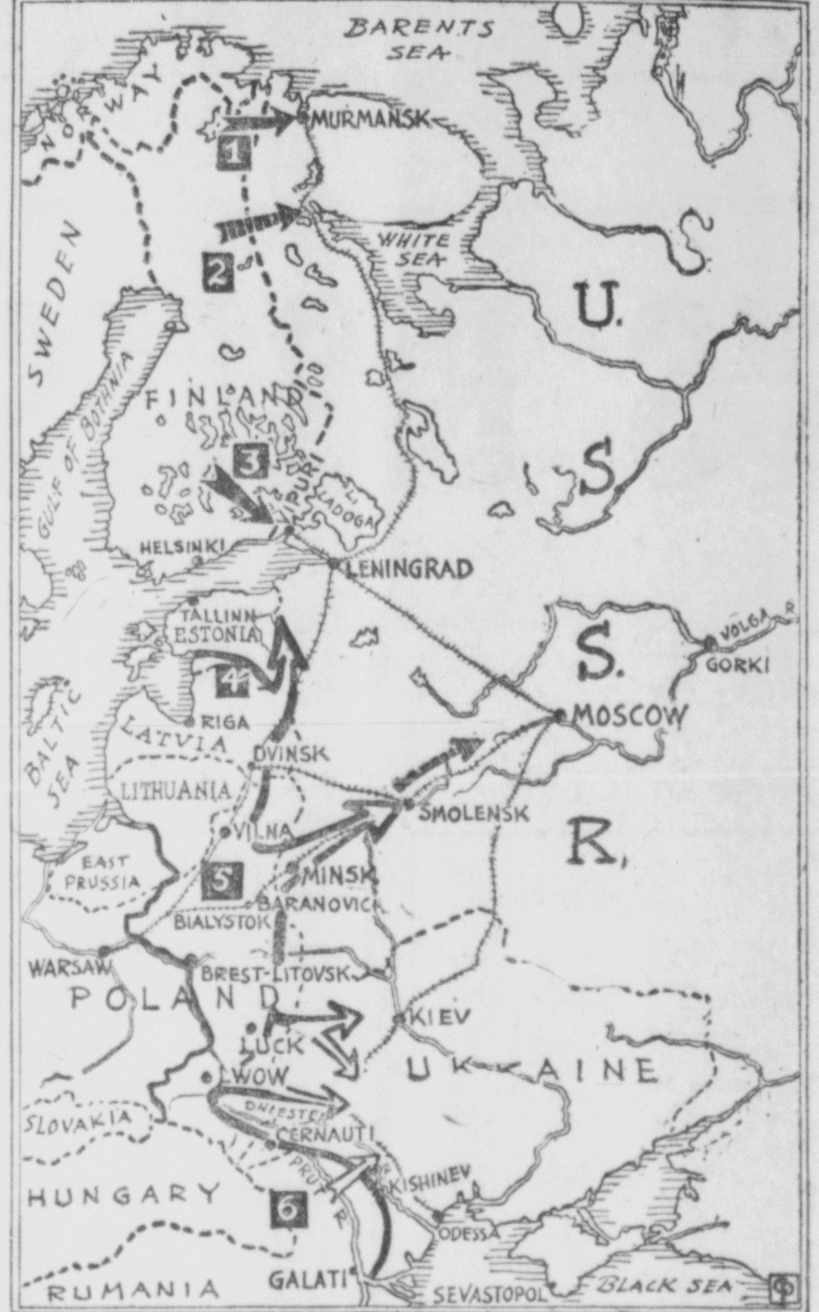 BARENTS
SEA
NORWAY
MURMANSK
1
SWEDEN
WHITE
SEA
2
U.
GULF OF BOTHNIA
FINLAND
100
3
VIIPURI
L.
LADOGA
S.
HELSINKI
LENINGRAD
TALLINN
ESTONIA
VOLGA R
S.
GORKI
4
BALTIC
SEA
RIGA
LATVIA
MOSCOW
DVINSK
LITHUANIA
SMOLENSK
VILNA
R.
EAST
PRUSSIA
5
MINSK
BARANOVIC
BIALYSTOK
WARSAW
BREST-LITOVSK
POLAND
KIEV
LUCK
UKRAINE
LWOW
DNIESTER
SLOVAKIA
CERNAUTI
PRUT R
KISHINEV
HUNGARY
6
ODESSA
GALATI
RUMANIA
SEVASTOPOL
BLACK SEA